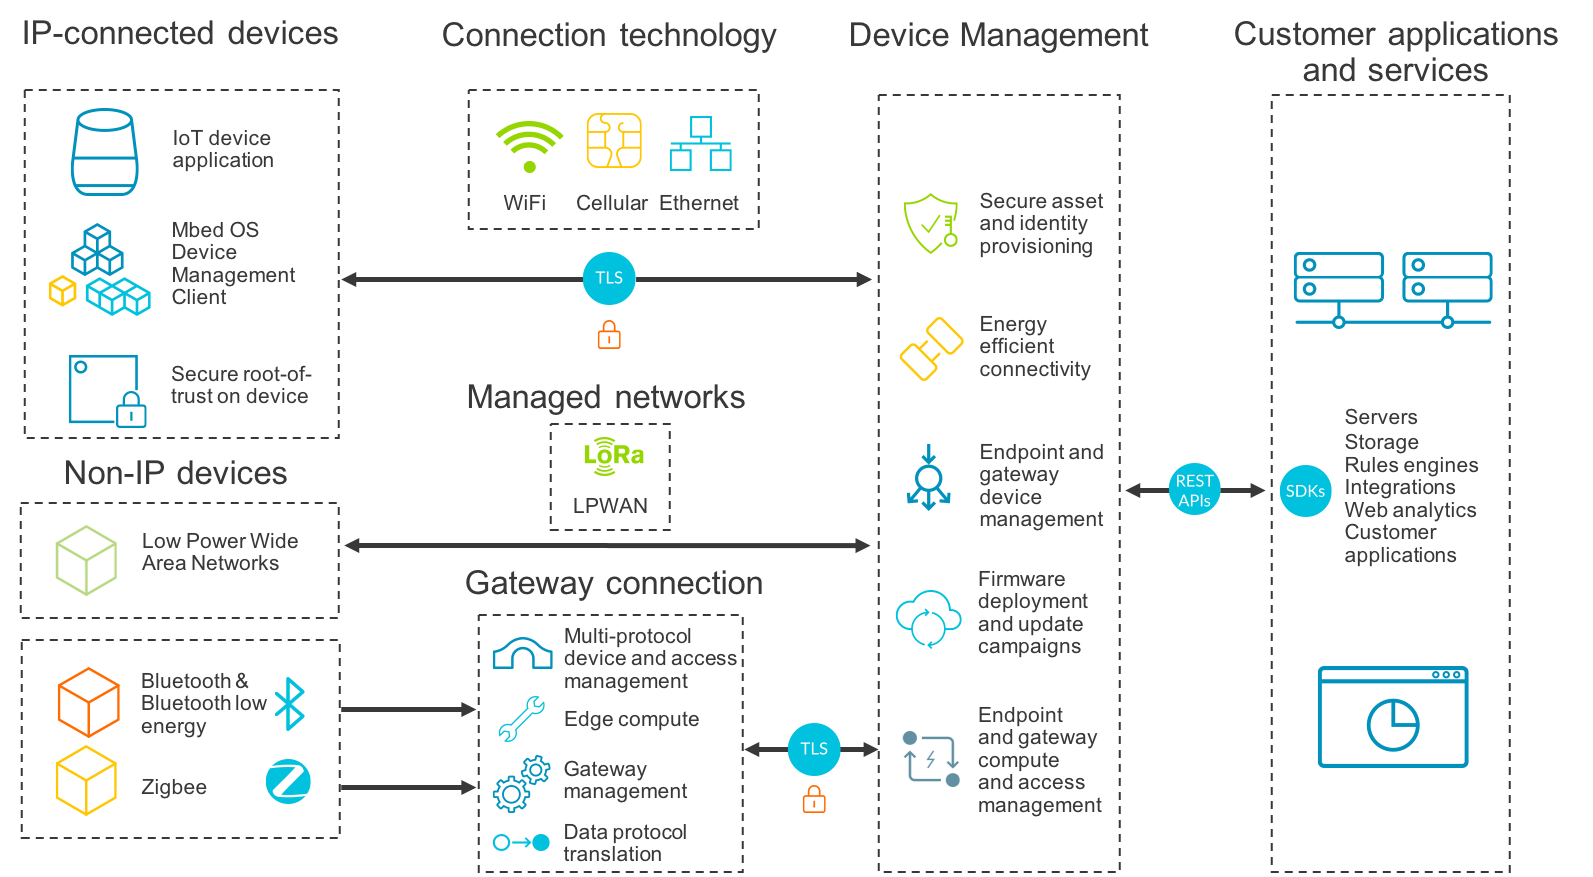 IP-connected devices
IoT device
application
Mbed OS
Device
Management
Client
Secure root-of-
trust on device
Non-IP devices
Low Power Wide
Area Networks
Bluetooth &
Bluetooth low
energy
Zigbee
Connection technology
WiFi
Cellular
Ethernet
TLS
Managed networks
LoRa
LPWAN
Gateway connection
Multi-protocol
device and access
management
Edge compute
Gateway
management
Data protocol
translation
TLS
Device Management
Secure asset
and identity
provisioning
Energy
efficient
connectivity
Endpoint and
gateway
device
management
Firmware
deployment
and update
campaigns
Endpoint
and gateway
compute
and access
management
REST
APIs
Customer applications
and services
SDKs
Servers
Storage
Rules engines
Integrations
Web analytics
Customer
applications